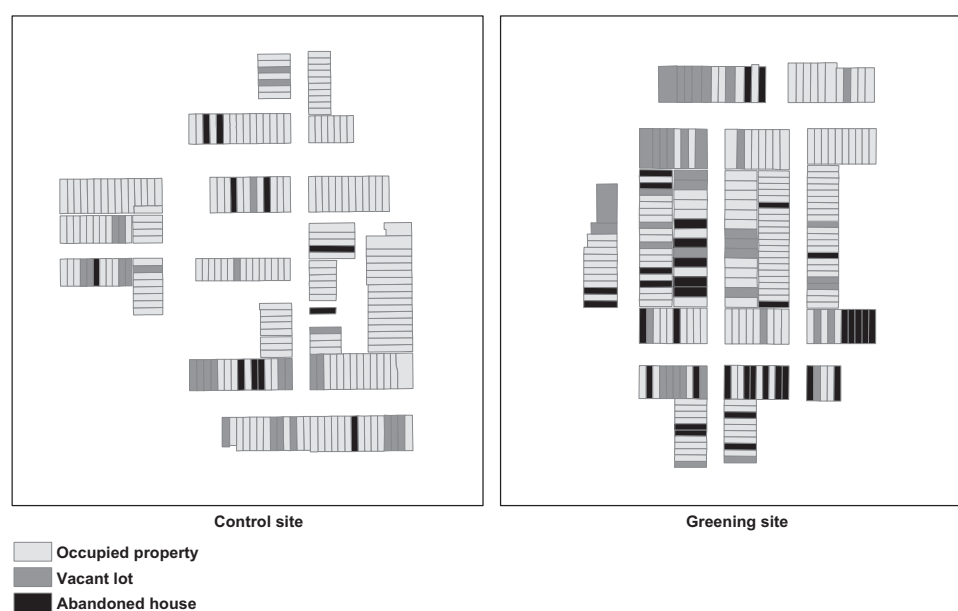 Control site
Greening site
Occupied property
Vacant lot
Abandoned house